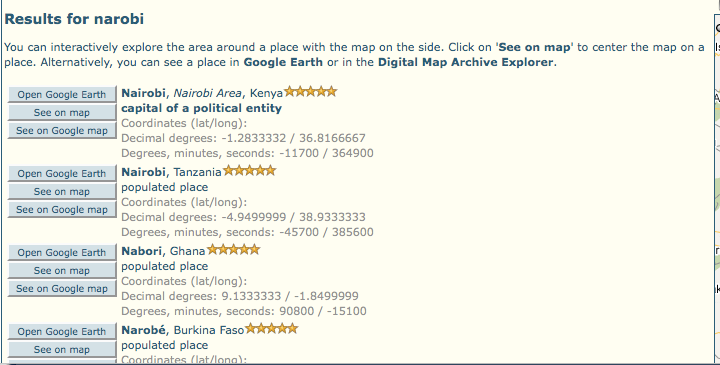 Results for narobi
You can interactively explore the area around a place with the map on the side. Click on 'See on map' to center the map on a
place. Alternatively, you can see a place in Google Earth or in the Digital Map Archive Explorer.
Open Google Earth Nairobi, Nairobi Area, Kenya
See on map capital of a political entity
See on Google map Coordinates (lat/long):
Decimal degrees: -1.2833332 / 36.8166667
Degrees, minutes, seconds: -11700 / 364900
Open Google Earth Nairobi, Tanzania
See on map populated place
See on Google map Coordinates (lat/long):
Decimal degrees: -4.9499999 / 38.9333333
Degrees, minutes, seconds: -45700 / 385600
Open Google Earth Nabori, Ghana
See on map populated place
See on Google map Coordinates (lat/long):
Decimal degrees: 9.1333333 / -1.8499999
Degrees, minutes, seconds: 90800 / -15100
Open Google Earth Narobé, Burkina Faso
See on map populated place
Coordinates (lat/long):